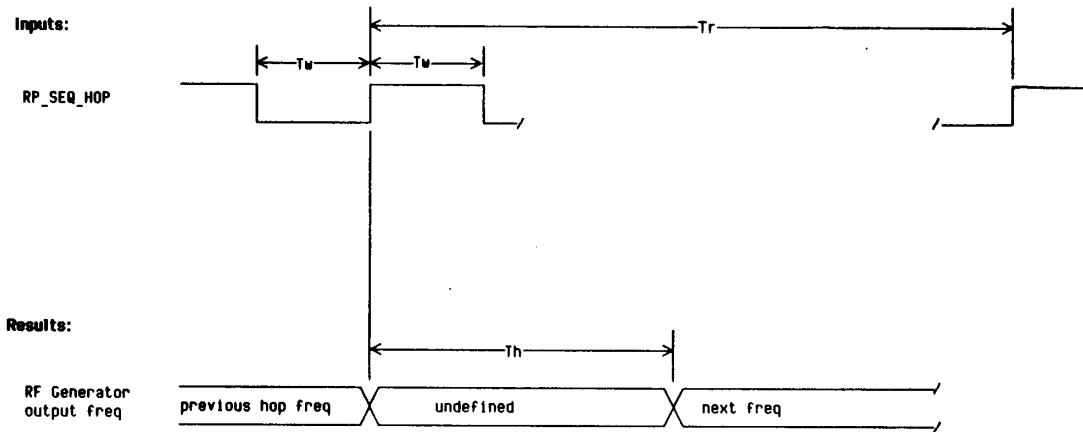 Inputs:
Tr
Tw Tw
RP_SEQ_HOP
Results:
Th
RF Generator
output freq
previous hop freq undefined next freq